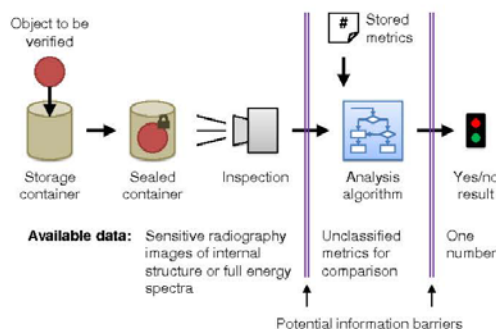 Object to be
verified
#
Stored
metrics
Storage
container
Sealed
container
Inspection
Analysis
algorithm
Yes/no
result
Available data:
Sensitive radiography
images of internal
structure or full energy
spectra
Unclassified
metrics for
comparison
One
number
Potential information barriers